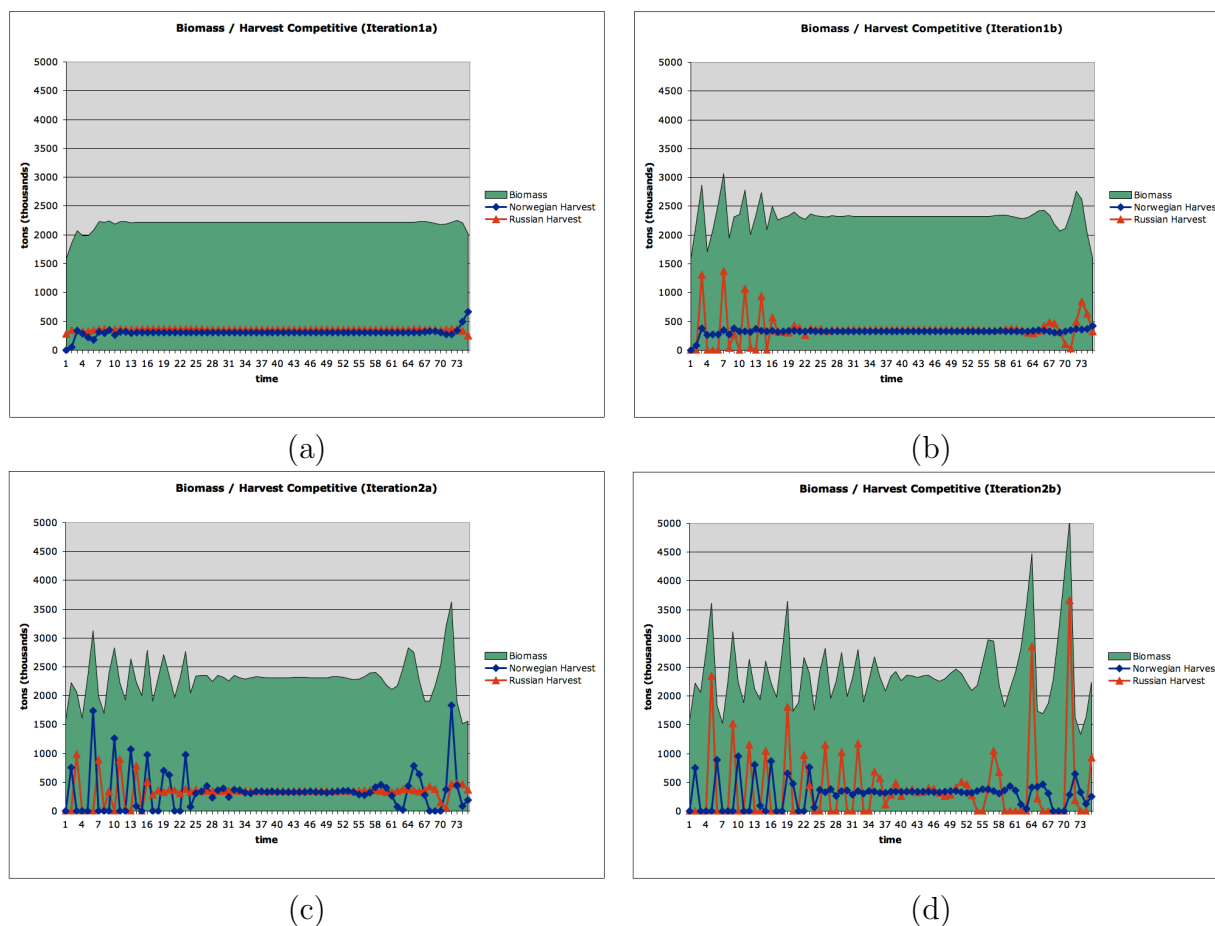 Biomass / Harvest Competitive (Iteration1a)
5000
4500
4000
3500
3000
2500
2000
1500
1000
500
0
tons (thousands)
1 4 7 10 13 16 19 22 25 28 31 34 37 40 43 46 49 52 55 58 61 64 67 70 73
time
Biomass
Norwegian Harvest
Russian Harvest
(a)
Biomass / Harvest Competitive (Iteration1b)
5000
4500
4000
3500
3000
2500
2000
1500
1000
500
0
tons (thousands)
1 4 7 10 13 16 19 22 25 28 31 34 37 40 43 46 49 52 55 58 61 64 67 70 73
time
Biomass
Norwegian Harvest
Russian Harvest
(b)
Biomass / Harvest Competitive (Iteration2a)
5000
4500
4000
3500
3000
2500
2000
1500
1000
500
0
tons (thousands)
1 4 7 10 13 16 19 22 25 28 31 34 37 40 43 46 49 52 55 58 61 64 67 70 73
time
Biomass
Norwegian Harvest
Russian Harvest
(c)
Biomass / Harvest Competitive (Iteration2b)
5000
4500
4000
3500
3000
2500
2000
1500
1000
500
0
tons (thousands)
1 4 7 10 13 16 19 22 25 28 31 34 37 40 43 46 49 52 55 58 61 64 67 70 73
time
Biomass
Norwegian Harvest
Russian Harvest
(d)